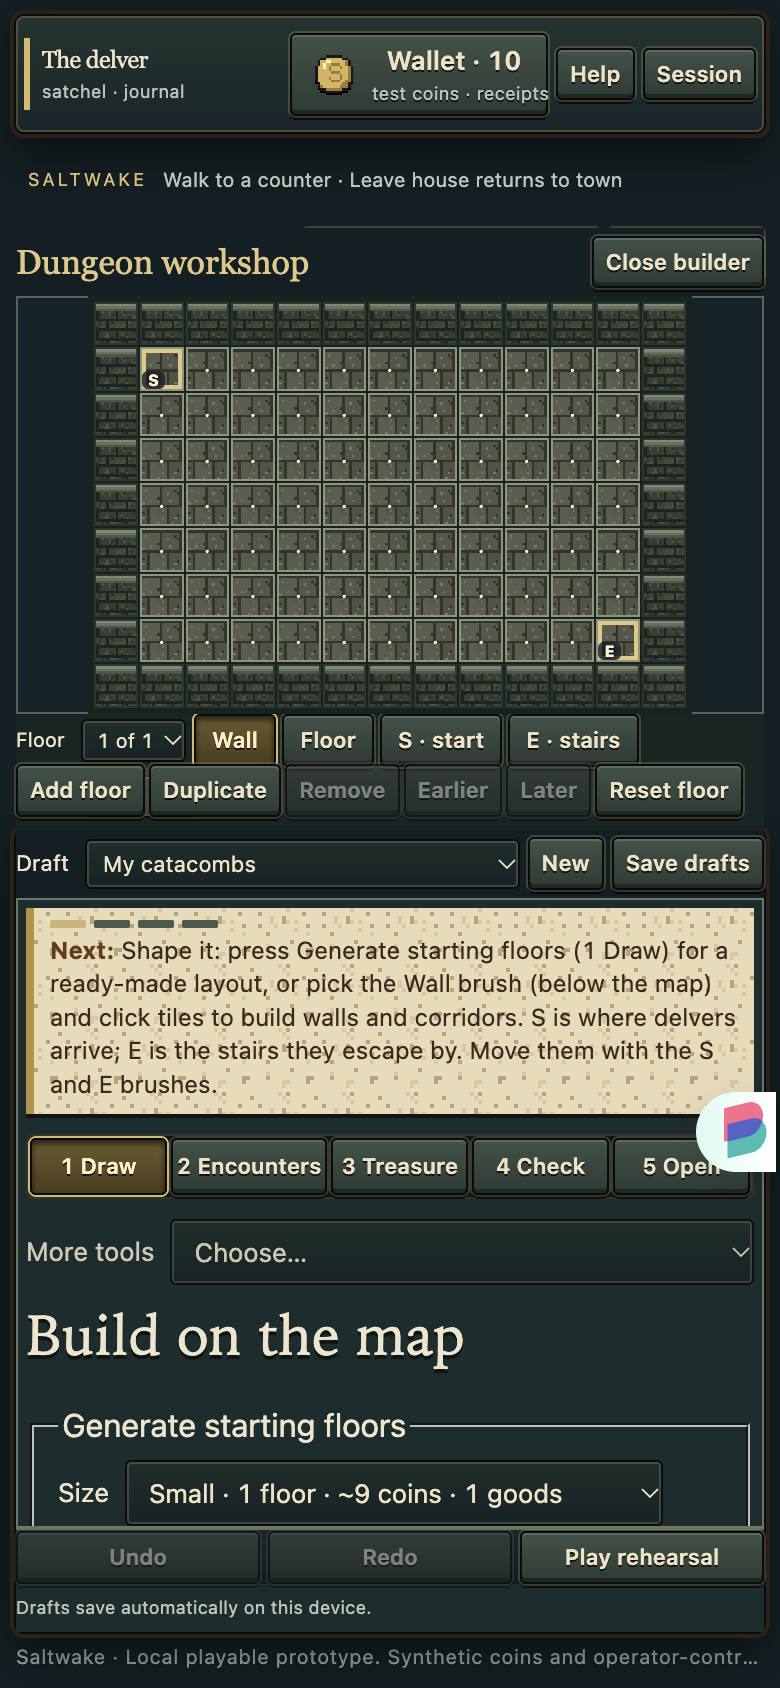 The delver
satchel · journal
Wallet · 10
test coins · receipts
Help
Session
SALTWAKE Walk to a counter · Leave house returns to town
Dungeon workshop
Close builder
S
E
Floor
1 of 1
Wall
Floor
S · start
E · stairs
Add floor
Duplicate
Remove
Earlier
Later
Reset floor
Draft
My catacombs
New
Save drafts
Next: Shape it: press Generate starting floors (1 Draw) for a
ready-made layout, or pick the Wall brush (below the map)
and click tiles to build walls and corridors. S is where delvers
arrive; E is the stairs they escape by. Move them with the S
and E brushes.
1 Draw
2 Encounters
3 Treasure
4 Check
5 Open
More tools
Choose...
Build on the map
Generate starting floors
Size
Small · 1 floor · ~9 coins · 1 goods
Undo
Redo
Play rehearsal
Drafts save automatically on this device.
Saltwake · Local playable prototype. Synthetic coins and operator-contr...